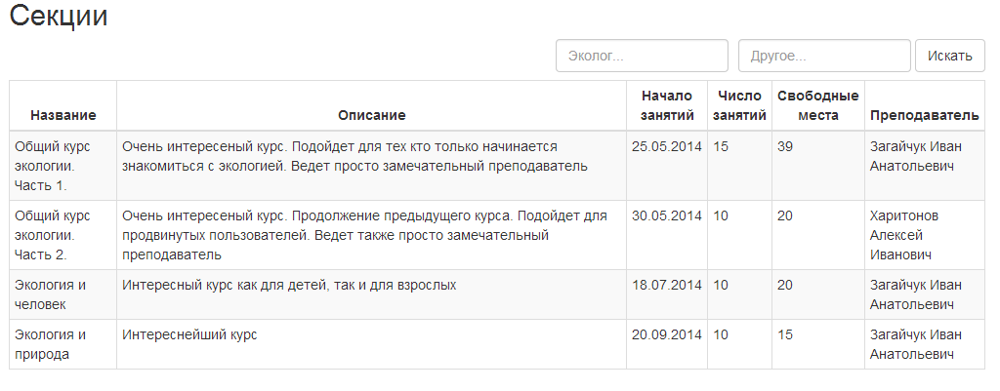 Секции
Эколог... Другое... Искать
Название Описание Начало занятий Число занятий Свободные места Преподаватель
Общий курс экологии. Часть 1.
Очень интересеный курс. Подойдет для тех кто только начинается
знакомиться с экологией. Ведет просто замечательный преподаватель
25.05.2014 15 39
Загайчук Иван
Анатольевич
Общий курс
экологии.
Часть 2.
Очень интересеный курс. Продолжение предыдущего курса. Подойдет для
продвинутых пользователей. Ведет также просто замечательный
преподаватель
30.05.2014 10 20
Харитонов
Алексей
Иванович
Экология и
человек
Интересный курс как для детей, так и для взрослых
18.07.2014 10 20
Загайчук Иван
Анатольевич
Экология и
природа
Интереснейший курс
20.09.2014 10 15
Загайчук Иван
Анатольевич